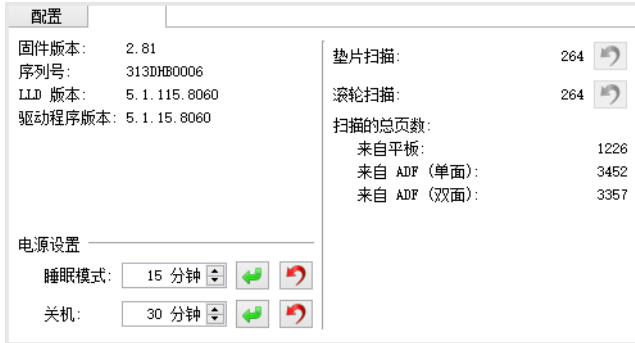 配置
固件版本: 2.81
序列号: 313DHB0006
LLD 版本: 5.1.115.8060
驱动程序版本: 5.1.15.8060
电源设置
睡眠模式: 15 分钟
关机: 30 分钟
垫片扫描: 264
滚轮扫描: 264
扫描的总页数:
来自平板: 1226
来自 ADF (单面): 3452
来自 ADF (双面): 3357